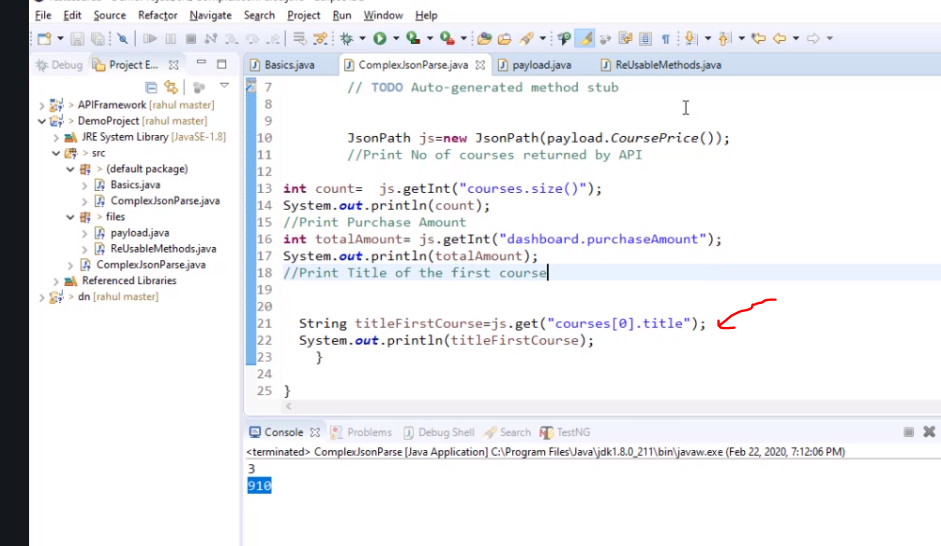 File Edit Source Refactor Navigate Search Project Run Window Help
Debug Project E... Basics.java ComplexJsonParse.java payload.java ReUsableMethods.java
APIFramework [rahul master]
DemoProject [rahul master]
JRE System Library [JavaSE-1.8]
src
(default package)
Basics.java
ComplexJsonParse.java
files
payload.java
ReUsableMethods.java
ComplexJsonParse.java
Referenced Libraries
dn [rahul master]
7 // TODO Auto-generated method stub
8
9
10 JsonPath js=new JsonPath(payload.CoursePrice());
11 //Print No of courses returned by API
12
13 int count= js.getInt("courses.size()");
14 System.out.println(count);
15 //Print Purchase Amount
16 int totalAmount= js.getInt("dashboard.purchaseAmount");
17 System.out.println(totalAmount);
18 //Print Title of the first course
19
20
21 String titleFirstCourse=js.get("courses[0].title");
22 System.out.println(titleFirstCourse);
23 }
24
25 }
Console Problems Debug Shell Search TestNG
<terminated> ComplexJsonParse [Java Application] C:\Program Files\Java\jdk1.8.0_211\bin\javaw.exe (Feb 22, 2020, 7:12:06 PM)
3
910